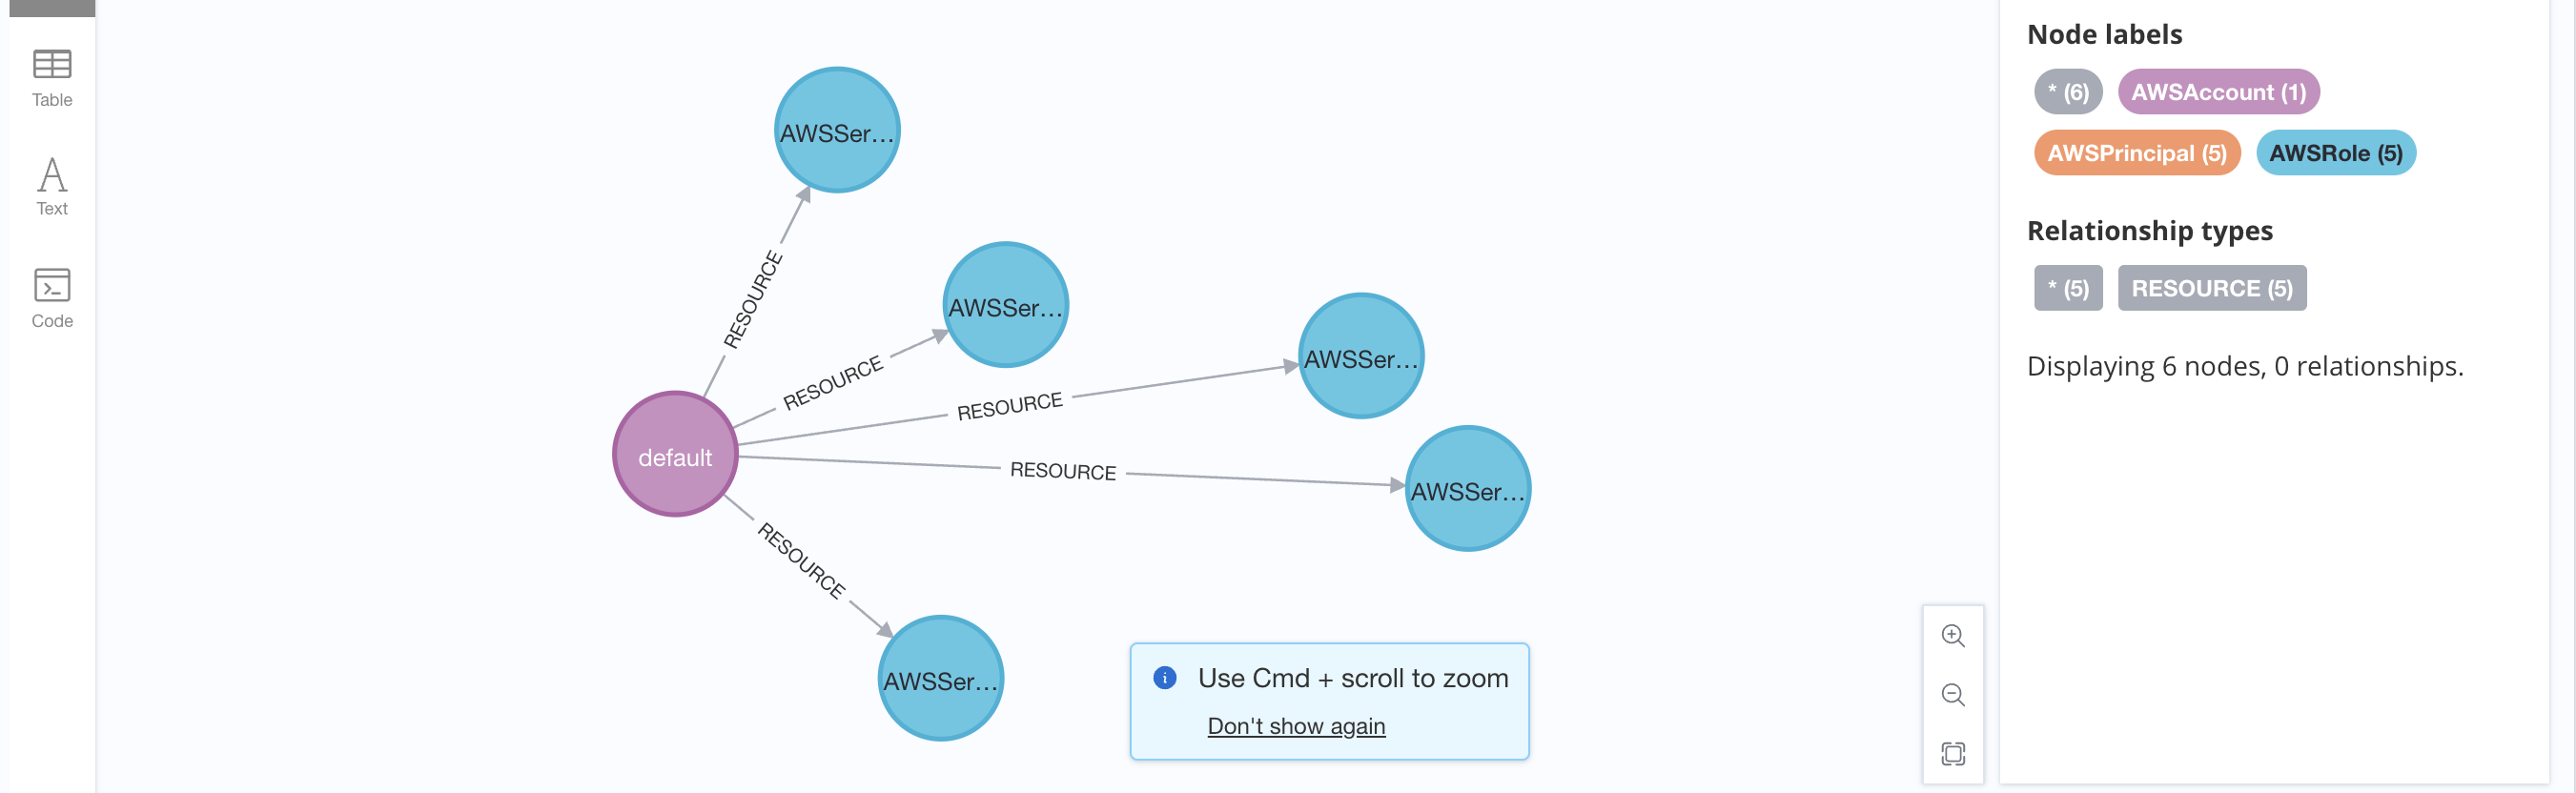 Table
Text
Code
AWSSer...
RESOURCE
AWSSer...
RESOURCE
AWSSer...
RESOURCE
default
RESOURCE
AWSSer...
RESOURCE
AWSSer...
Use Cmd + scroll to zoom
Don't show again
Node labels
* (6) AWSAccount (1)
AWSPrincipal (5) AWSRole (5)
Relationship types
* (5) RESOURCE (5)
Displaying 6 nodes, 0 relationships.